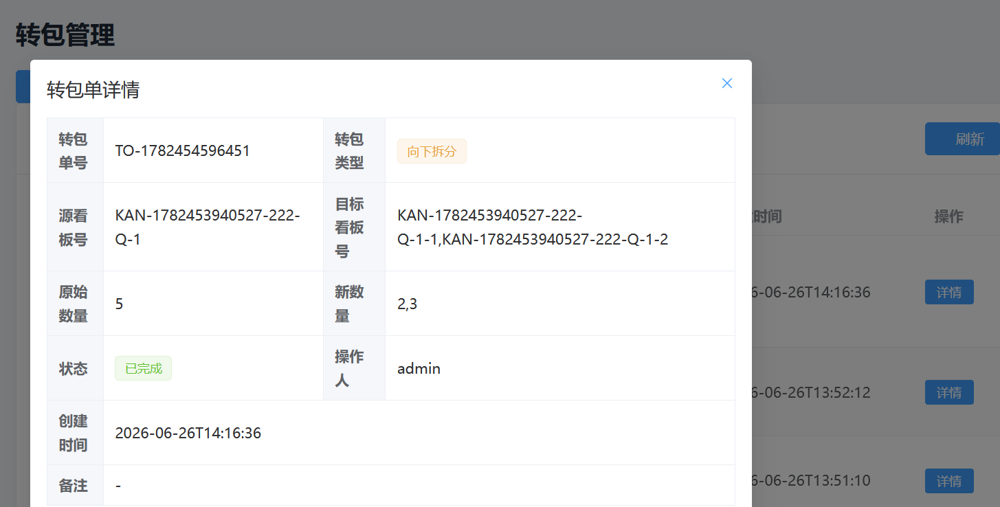 转包管理
转包单详情
刷新
转包
单号
TO-1782454596451
转包
类型
向下拆分
源看
板号
KAN-1782453940527-222-
Q-1
目标
看板
号
KAN-1782453940527-222-
Q-1-1,KAN-1782453940527-222-Q-1-2
时间
操作
原始
数量
5
新数
量
2,3
6-06-26T14:16:36
详情
状态
已完成
操作
人
admin
6-06-26T13:52:12
详情
创建
时间
2026-06-26T14:16:36
备注
-
6-06-26T13:51:10
详情